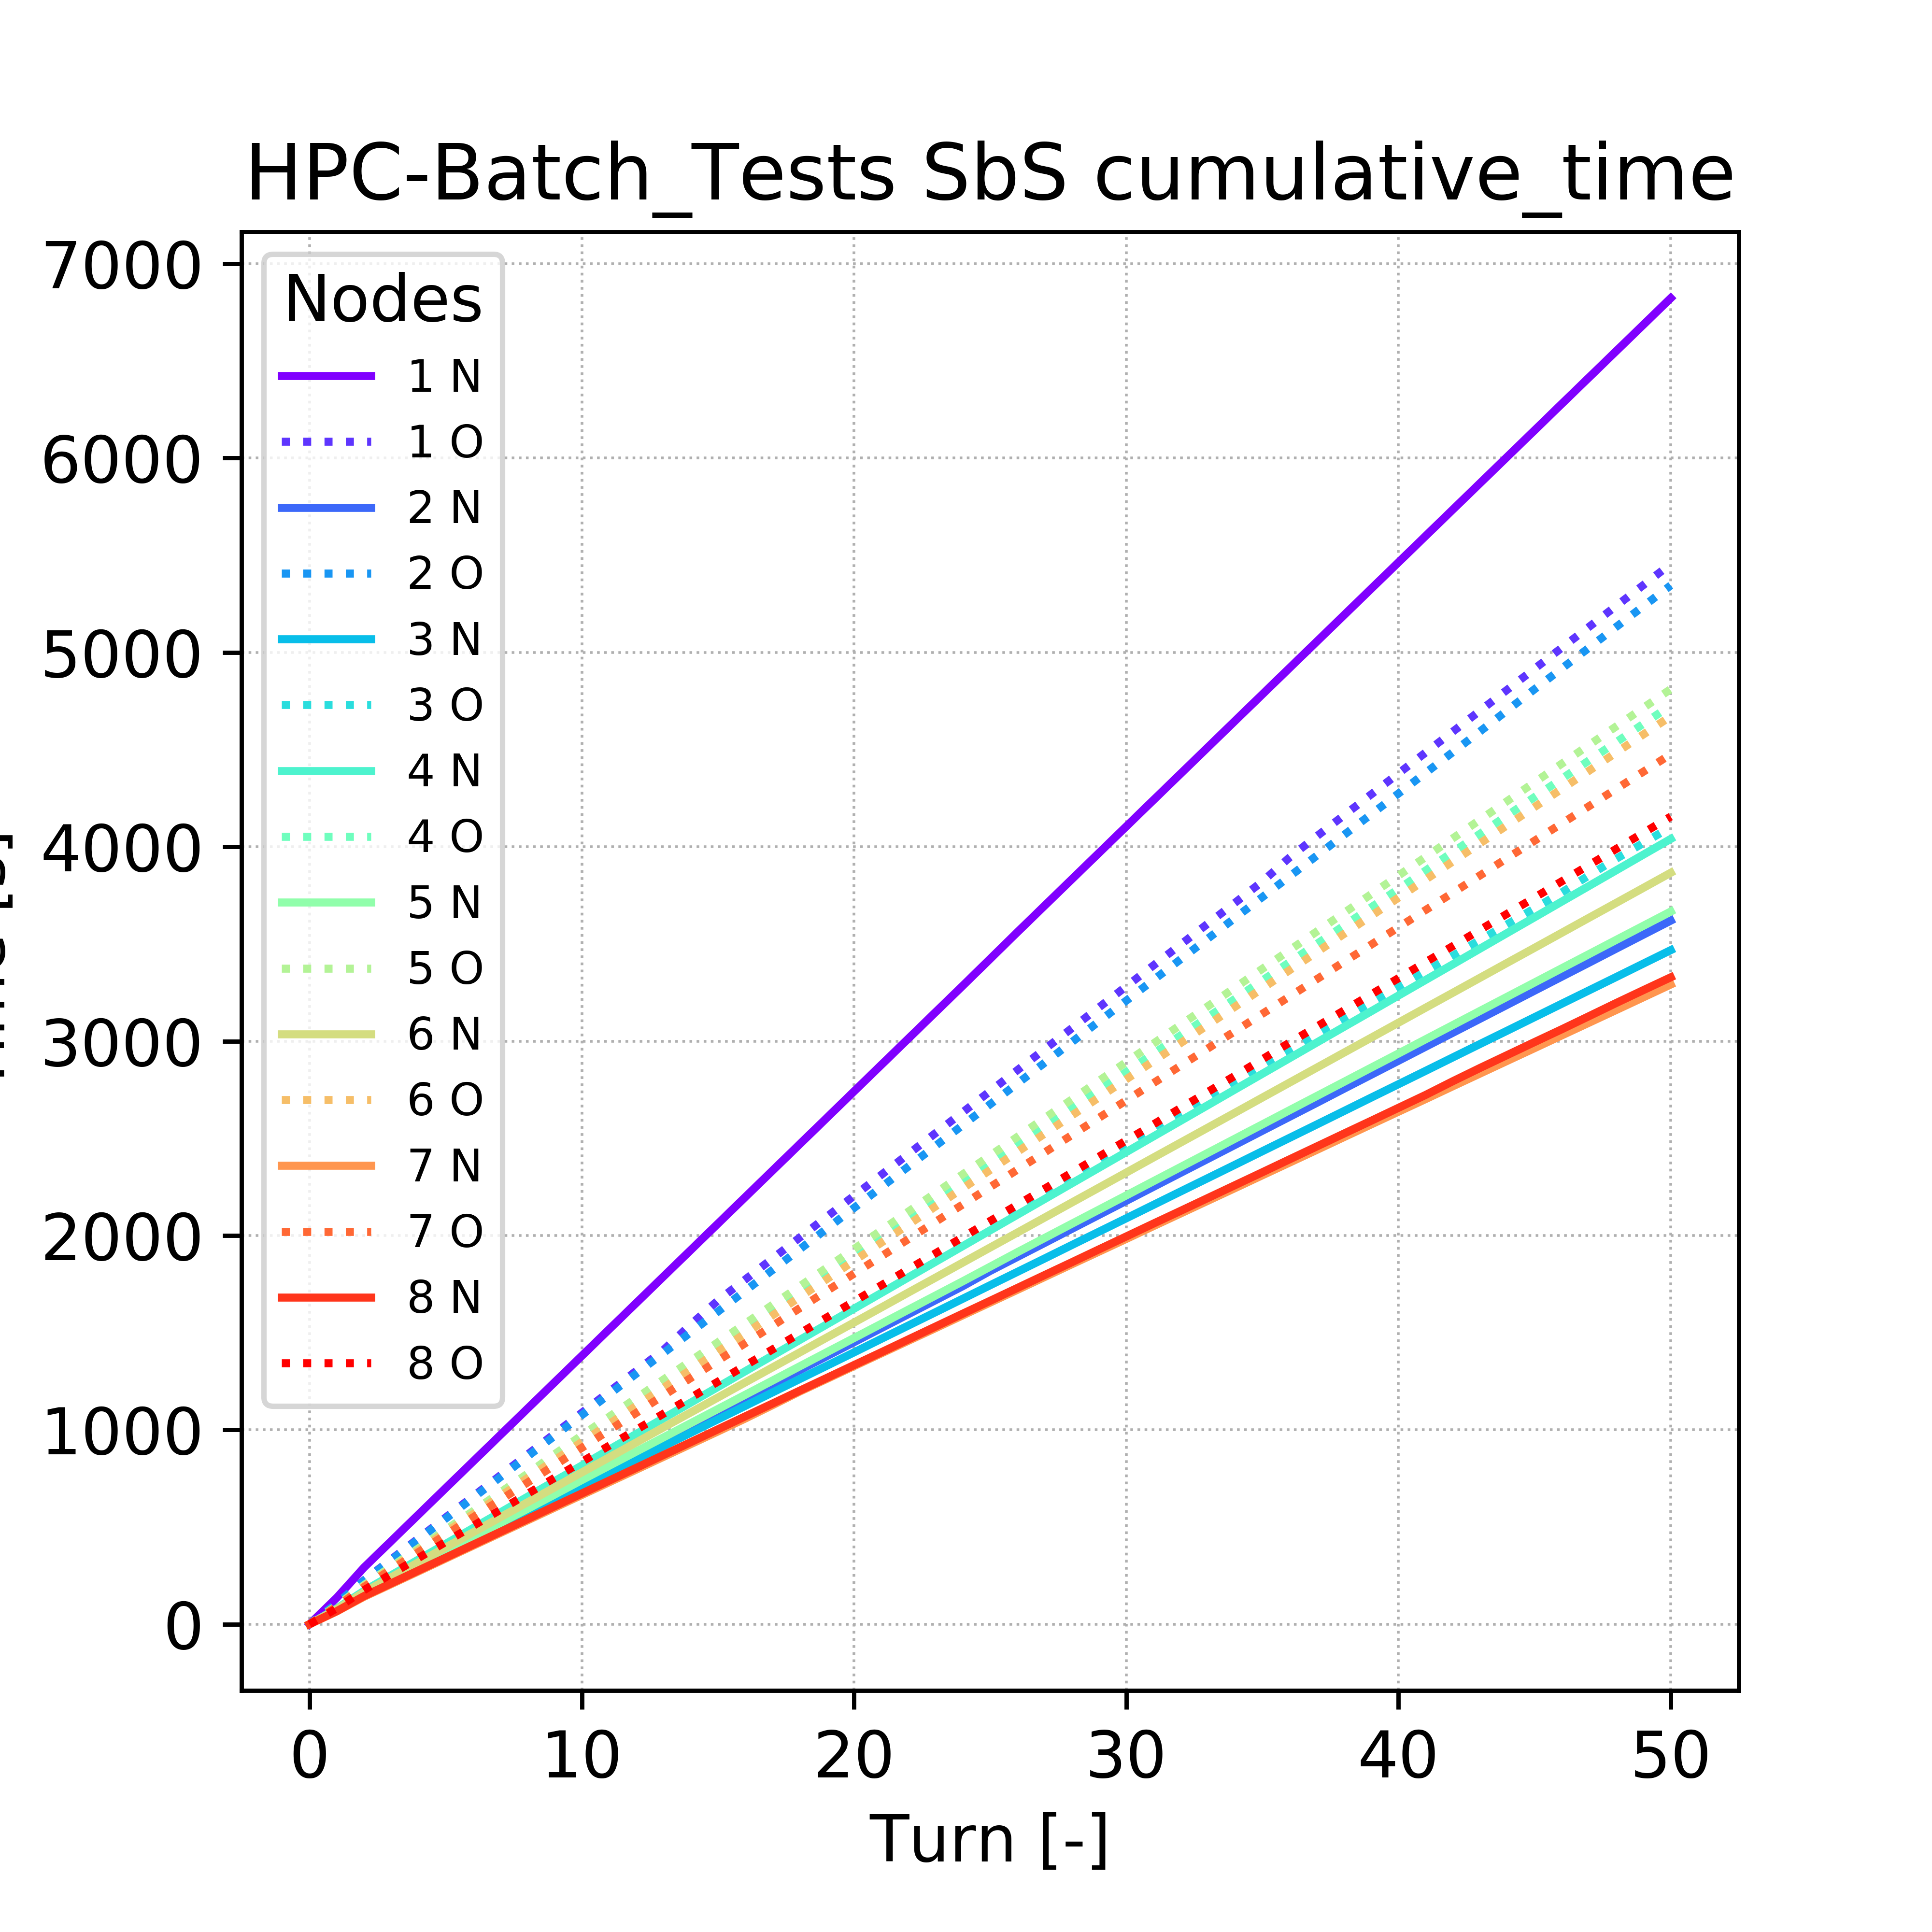 HPC-Batch_Tests SbS cumulative_time
7000
6000
5000
4000
3000
2000
1000
0
Nodes
1 N
1 O
2 N
2 O
3 N
3 O
4 N
4 O
5 N
5 O
6 N
6 O
7 N
7 O
8 N
8 O
0 10 20 30 40 50
Turn [-]